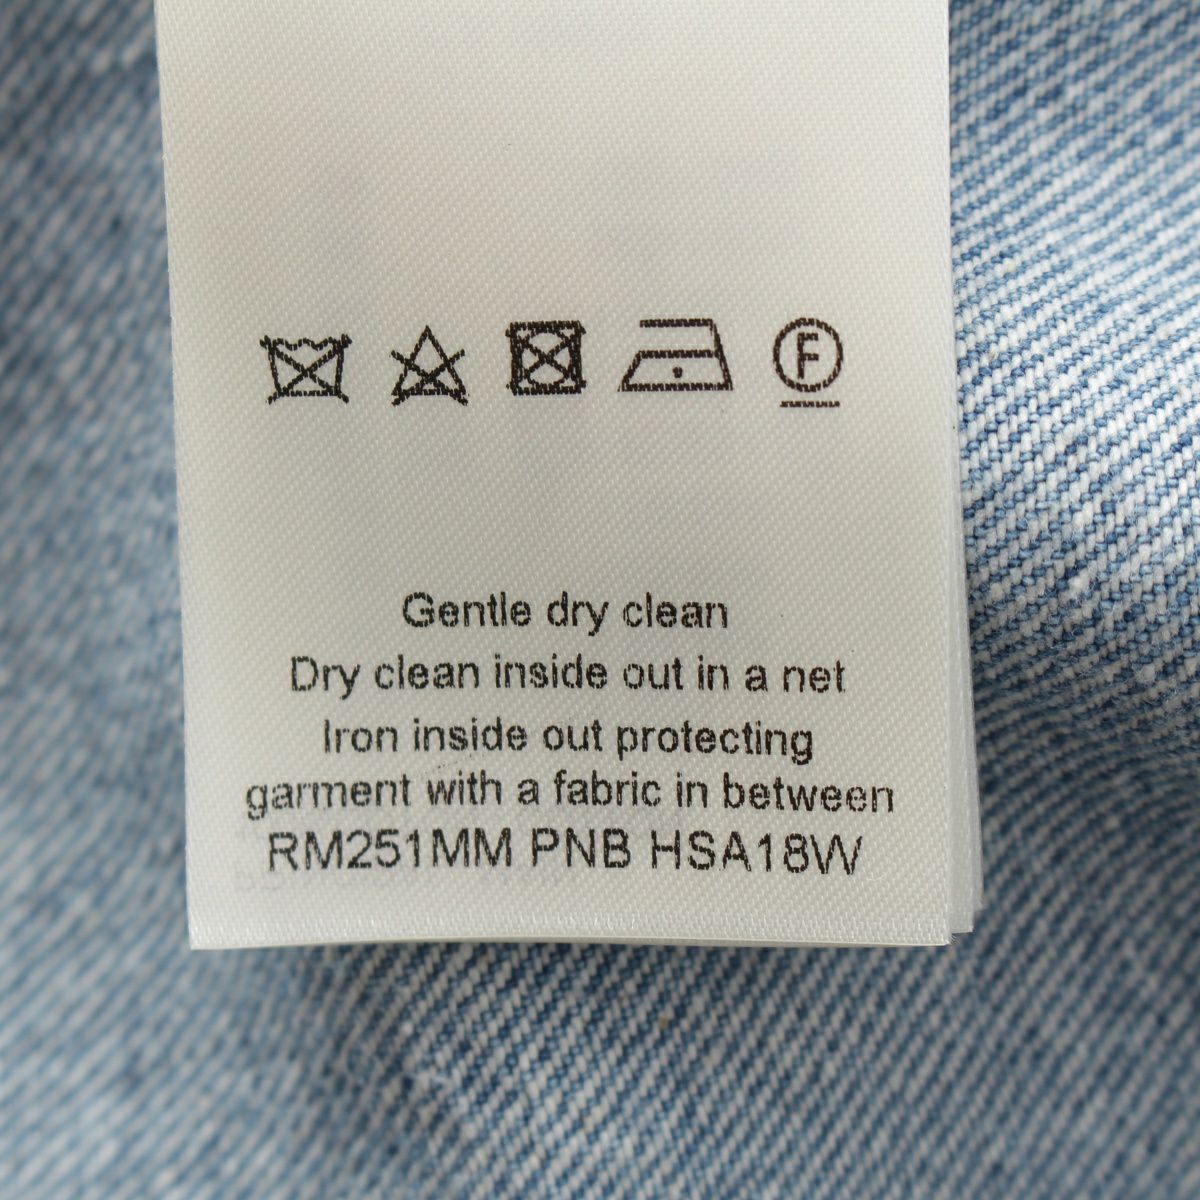 F
Gentle dry clean
Dry clean inside out in a net
Iron inside out protecting
garment with a fabric in between
RM251MM PNB HSA18W